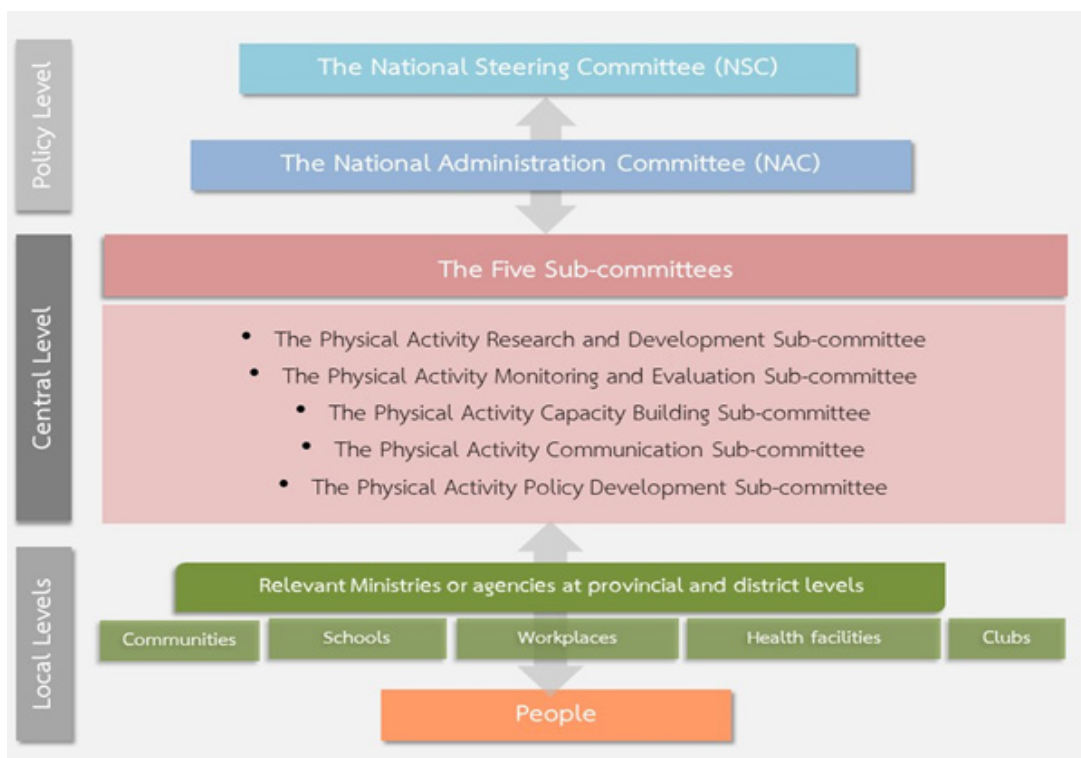 Policy Level
The National Steering Committee (NSC)
The National Administration Committee (NAC)
Central Level
The Five Sub-committees
• The Physical Activity Research and Development Sub-committee
• The Physical Activity Monitoring and Evaluation Sub-committee
• The Physical Activity Capacity Building Sub-committee
• The Physical Activity Communication Sub-committee
• The Physical Activity Policy Development Sub-committee
Local Levels
Relevant Ministries or agencies at provincial and district levels
Communities
Schools
Workplaces
Health facilities
Clubs
People